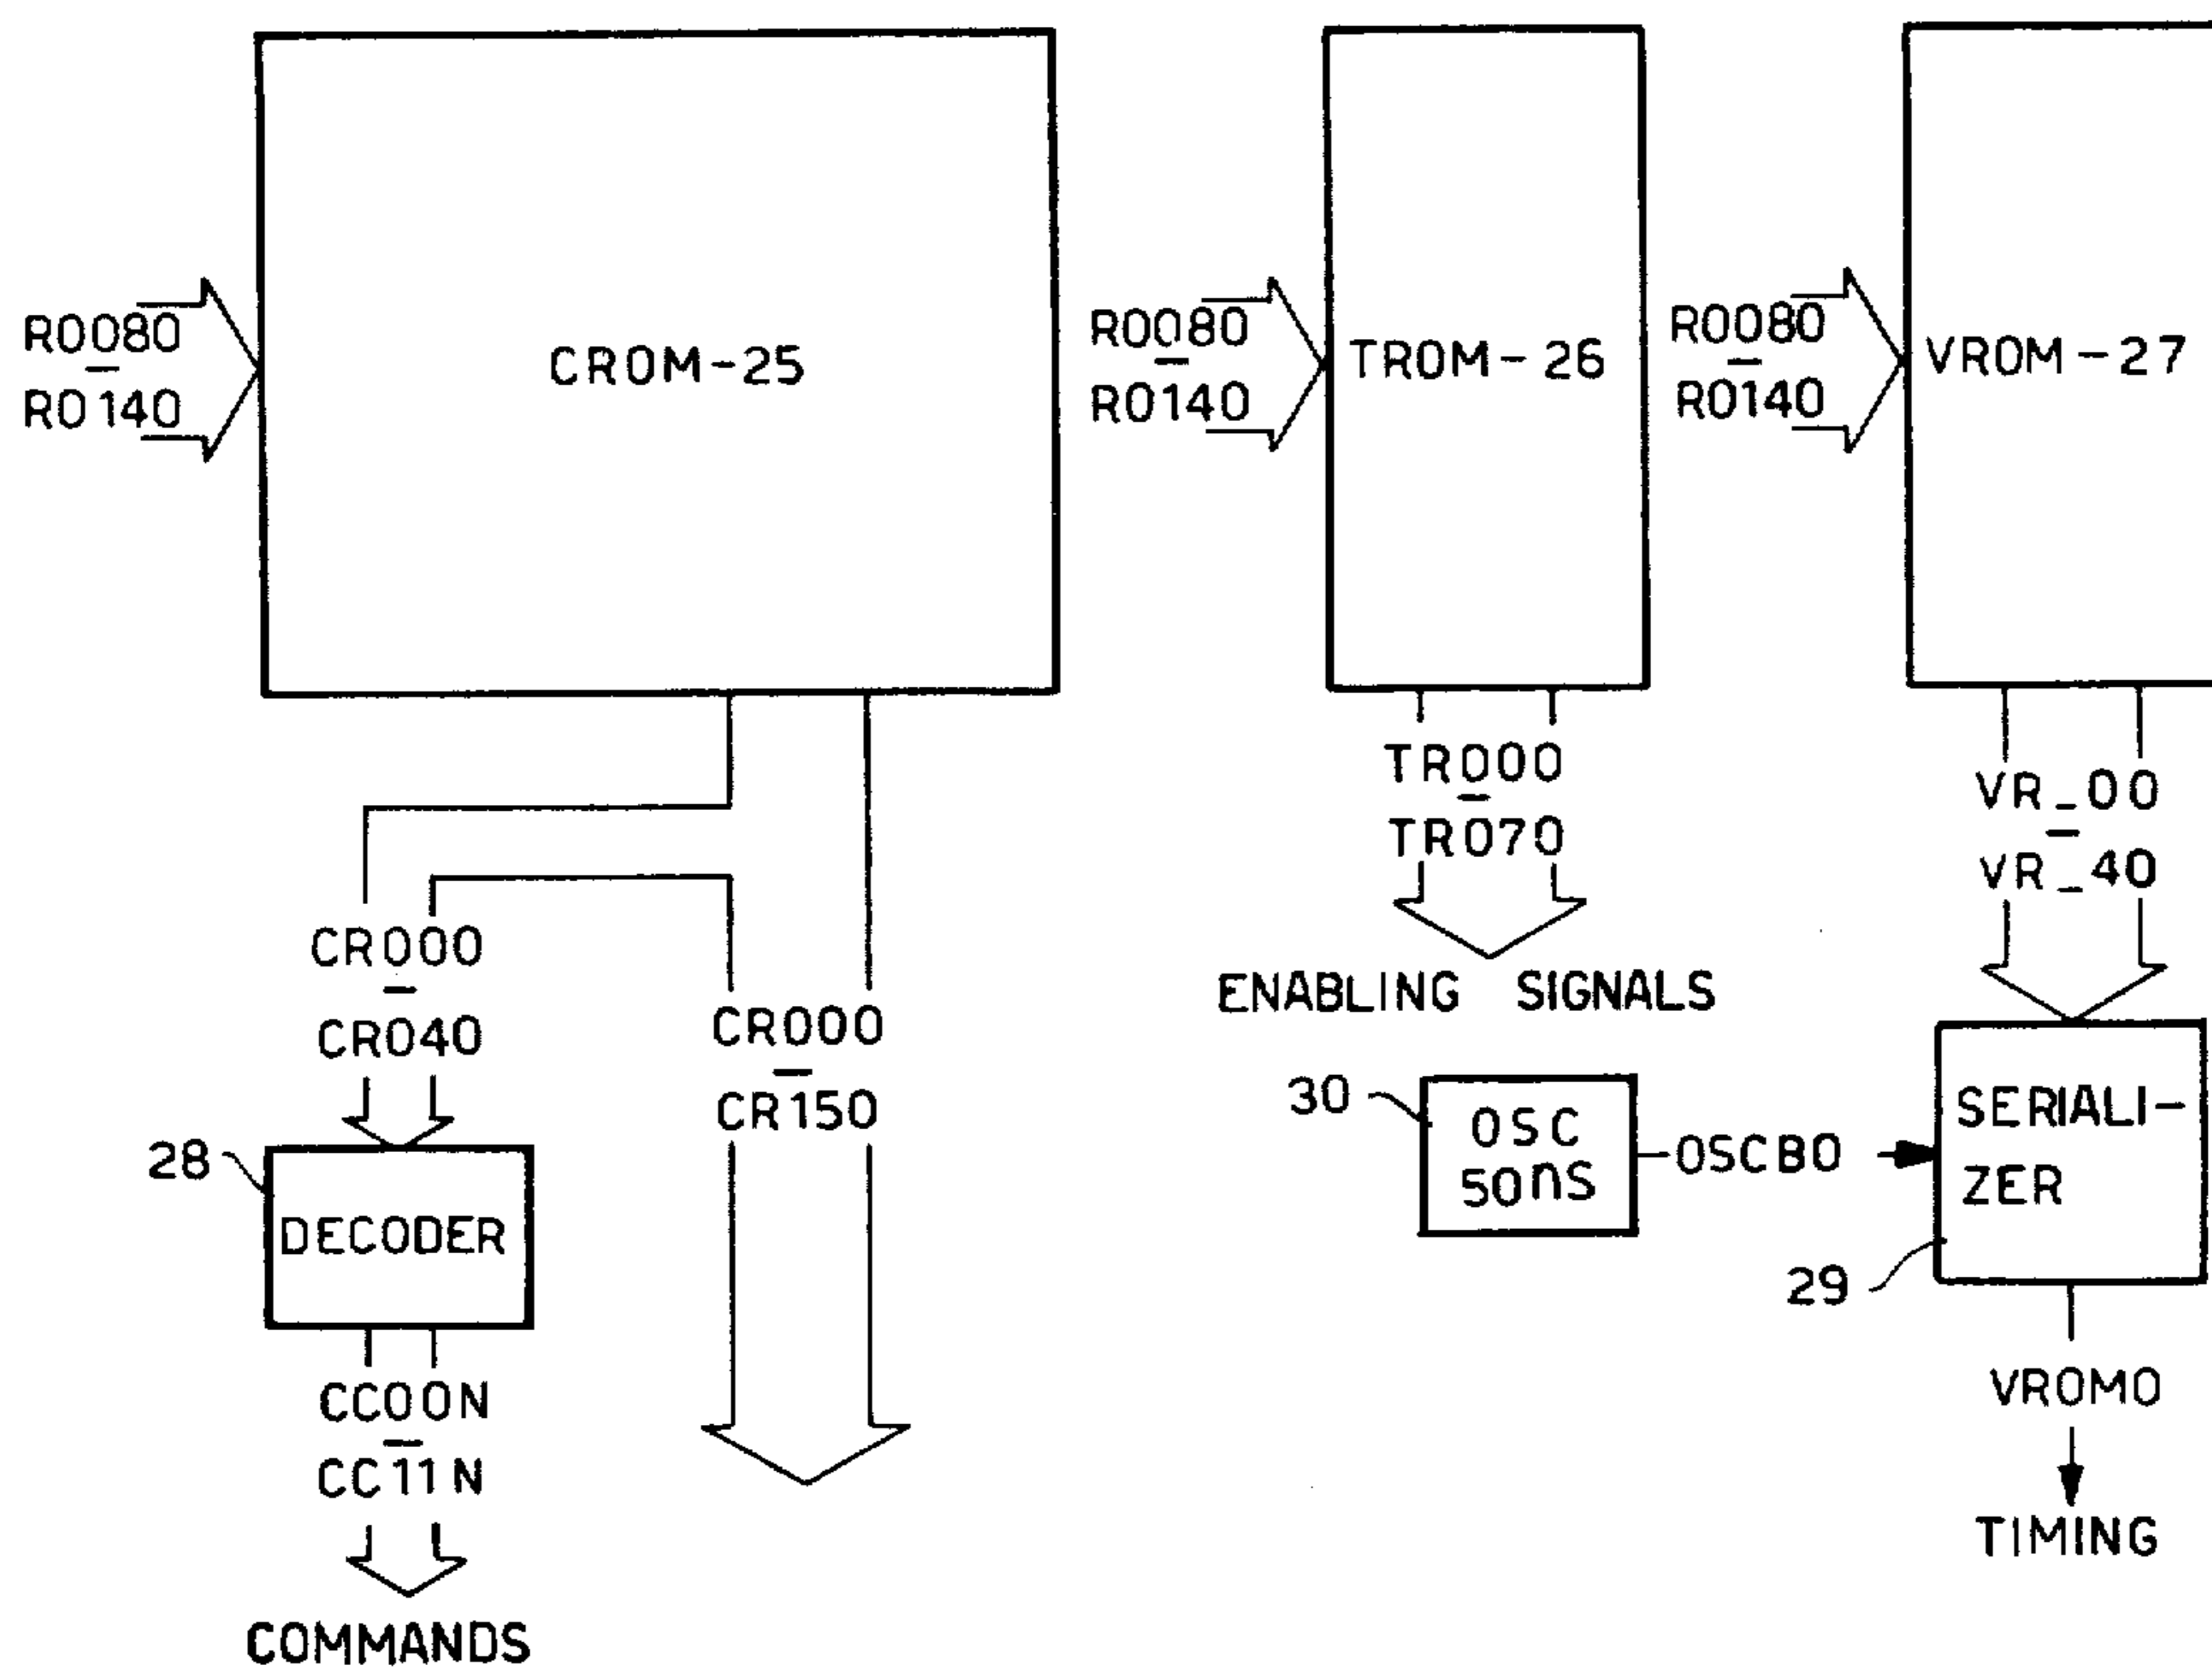 R0080
–
R0140
CROM-25
R0080
–
R0140
TROM-26
R0080
–
R0140
VROM-27
CR000
–
CR040
CR000
–
CR150
TR000
–
TR070
ENABLING SIGNALS
VR_00
–
VR_40
28
DECODER
30
OSC
50ns
OSCB0
SERIALI-
ZER
29
CC00N
–
CC11N
COMMANDS
VROM0
TIMING